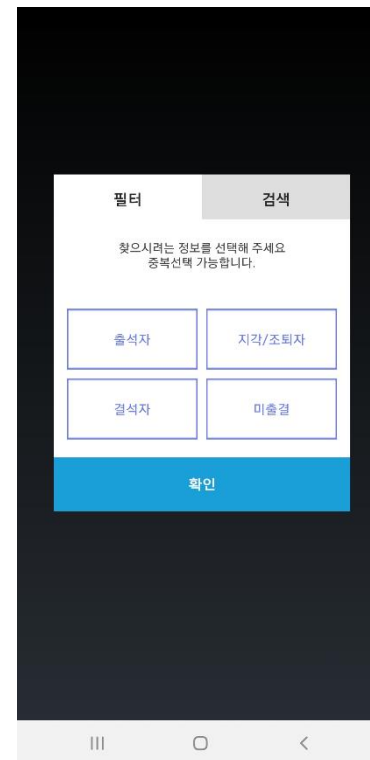 필터
검색
찾으시려는 정보를 선택해 주세요
중복선택 가능합니다.
출석자
지각/조퇴자
결석자
미출결
확인